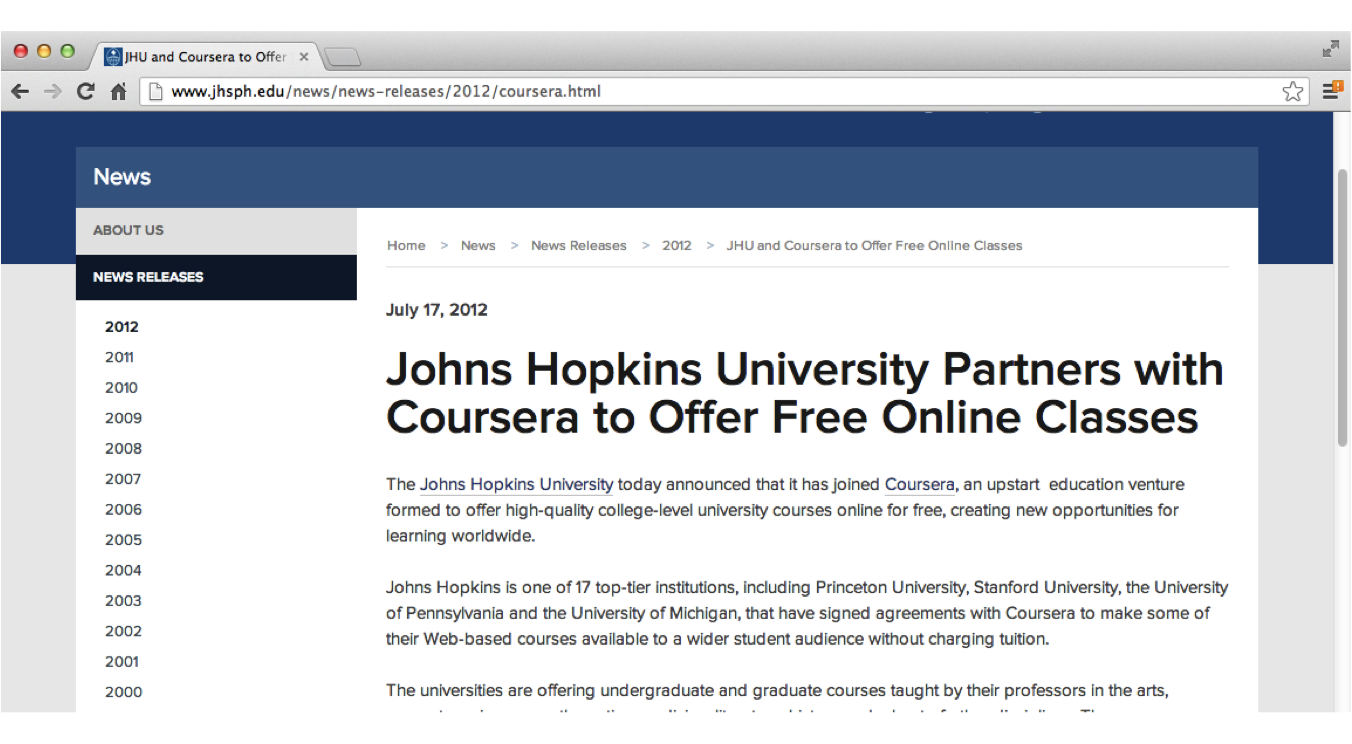 JHU and Coursera to Offer
www.jhsph.edu/news/news-releases/2012/coursera.html
News
ABOUT US
NEWS RELEASES
2012
2011
2010
2009
2008
2007
2006
2005
2004
2003
2002
2001
2000
Home > News > News Releases > 2012 > JHU and Coursera to Offer Free Online Classes
July 17, 2012
Johns Hopkins University Partners with
Coursera to Offer Free Online Classes
The Johns Hopkins University today announced that it has joined Coursera, an upstart education venture
formed to offer high-quality college-level university courses online for free, creating new opportunities for
learning worldwide.
Johns Hopkins is one of 17 top-tier institutions, including Princeton University, Stanford University, the University
of Pennsylvania and the University of Michigan, that have signed agreements with Coursera to make some of
their Web-based courses available to a wider student audience without charging tuition.
The universities are offering undergraduate and graduate courses taught by their professors in the arts,